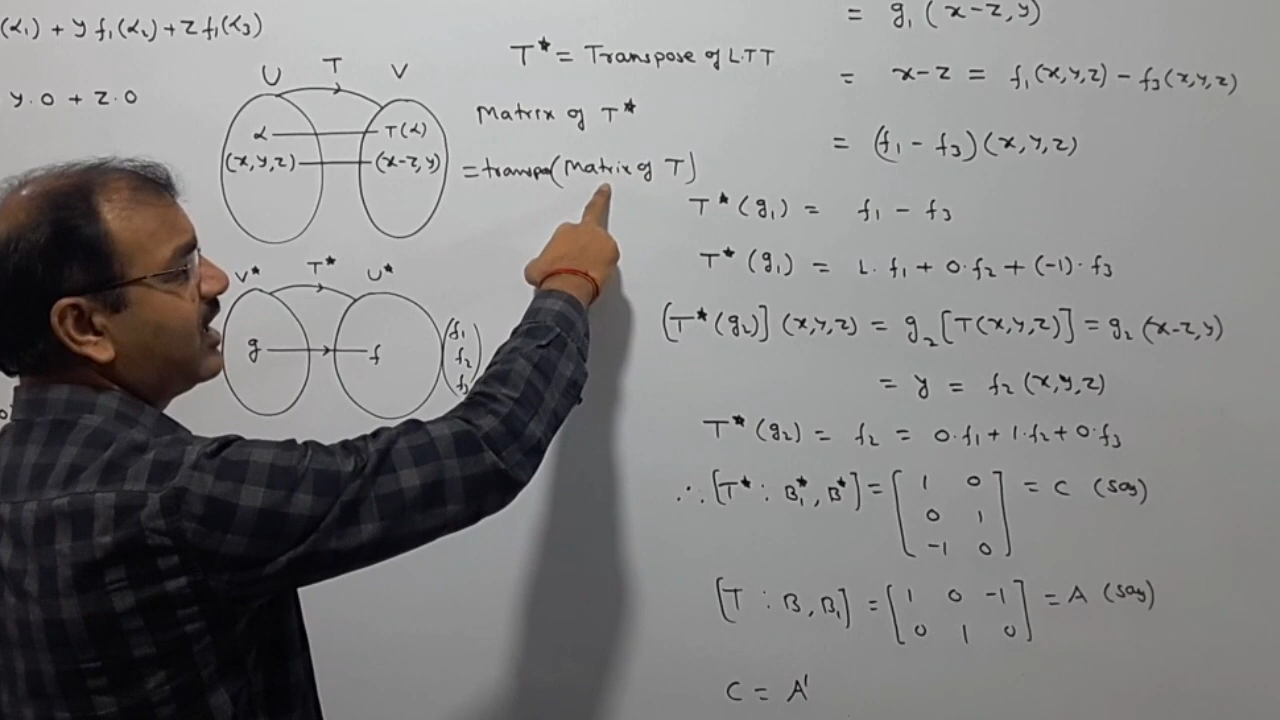 (α₁) + y f₁(α₂) + z f₁(α₃)
y.0 + z.0
U T V
α T(α)
(x,y,z) (x-z,y)
V* T* U*
g f
f₁
f₂
f₃
T* = Transpose of L.T T
Matrix of T*
= transpo(Matrix of T)
= g₁ (x-z,y)
= x-z = f₁(x,y,z) - f₃(x,y,z)
= (f₁ - f₃)(x,y,z)
T*(g₁) = f₁ - f₃
T*(g₁) = 1. f₁ + 0.f₂ + (-1). f₃
[T*(g₂)](x,y,z) = g₂[T(x,y,z)] = g₂(x-z,y)
= y = f₂(x,y,z)
T*(g₂) = f₂ = 0.f₁ + 1.f₂ + 0.f₃
∴ [T* : B₁*, B*] = [1 0
0 1
-1 0] = C (say)
[T : B, B₁] = [1 0 -1
0 1 0] = A (say)
C = A'